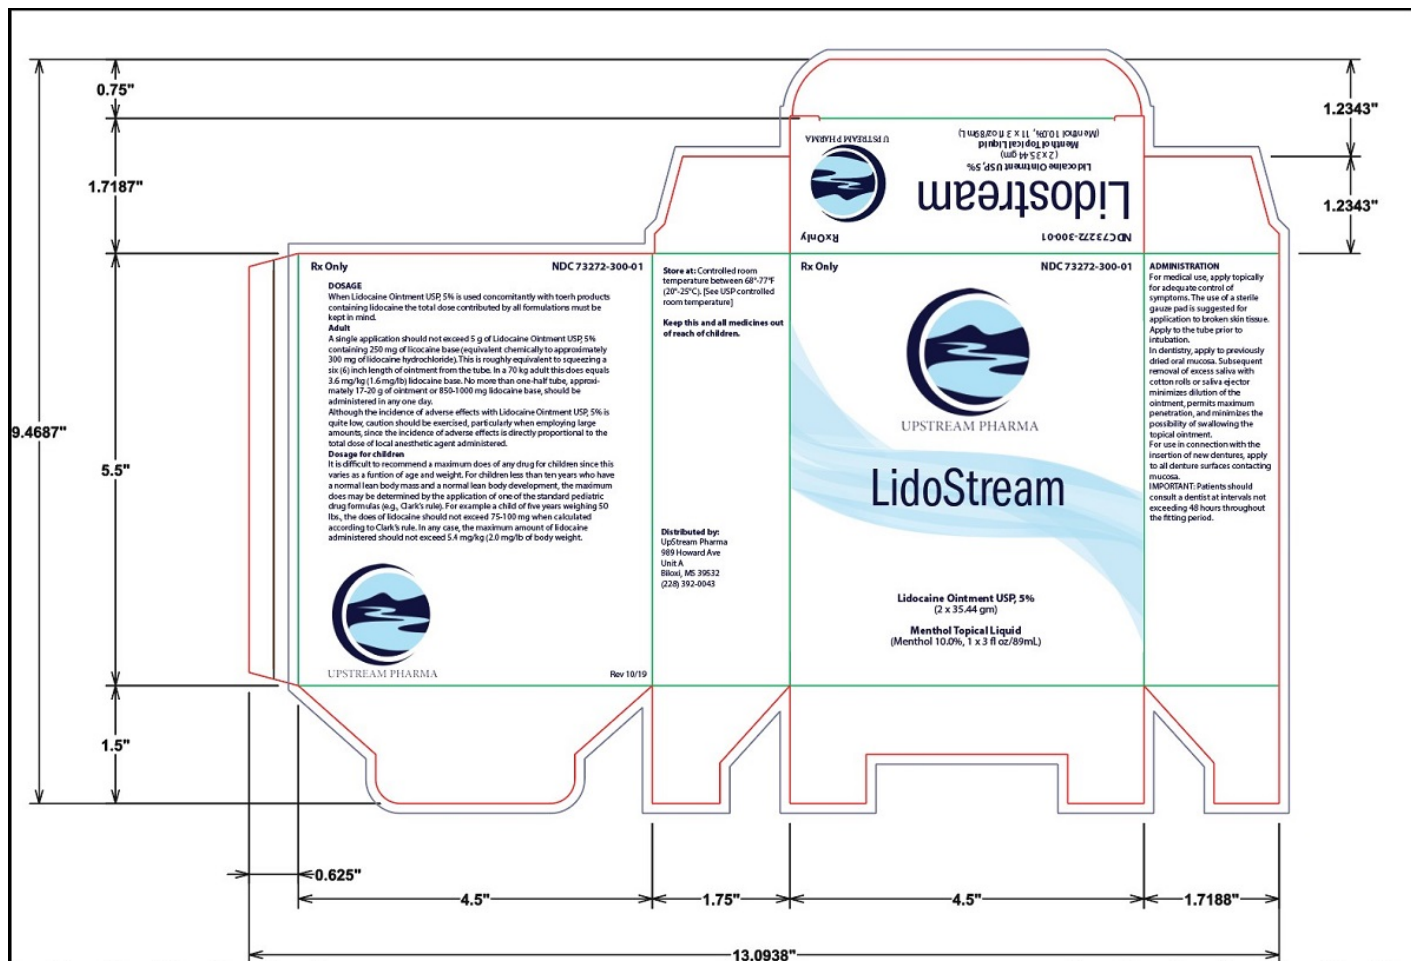 0.75"
1.7187"
9.4687"
5.5"
1.5"
0.625"
4.5"
1.75"
4.5"
1.7188"
13.0938"
1.2343"
1.2343"
NDC 73272-300-01
Rx Only
Lidostream
Lidocaine Ointment USP, 5%
(2 x 35.44 gm)
Menthol Topical Liquid
(Menthol 10.0%, 11 x 3 fl oz/89m L)
UPSTREAM PHARMA
Rx Only
NDC 73272-300-01
DOSAGE
When Lidocaine Ointment USP, 5% is used concomitantly with toerh products
containing lidocaine the total dose contributed by all formulations must be
kept in mind.
Adult
A single application should not exceed 5 g of Lidocaine Ointment USP, 5%
containing 250 mg of licocaine base (equivalent chemically to approximately
300 mg of lidocaine hydrochloride). This is roughly equivalent to squeezing a
six (6) inch length of ointment from the tube. In a 70 kg adult this does equals
3.6 mg/kg (1.6 mg/lb) lidocaine base. No more than one-half tube, approxi-
mately 17-20 g of ointment or 850-1000 mg lidocaine base, should be
administered in any one day.
Although the incidence of adverse effects with Lidocaine Ointment USP, 5% is
quite low, caution should be exercised, particularly when employing large
amounts, since the incidence of adverse effects is directly proportional to the
total dose of local anesthetic agent administered.
Dosage for children
It is difficult to recommend a maximum does of any drug for children since this
varies as a funtion of age and weight. For children less than ten years who have
a normal lean body mass and a normal lean body development, the maximum
does may be determined by the application of one of the standard pediatric
drug formulas (e.g., Clark's rule). For example a child of five years weighing 50
lbs., the does of lidocaine should not exceed 75-100 mg when calculated
according to Clark's rule. In any case, the maximum amount of lidocaine
administered should not exceed 5.4 mg/kg (2.0 mg/lb of body weight.
UPSTREAM PHARMA
Rev 10/19
Store at: Controlled room
temperature between 68°-77°F
(20°-25°C). [See USP controlled
room temperature]
Keep this and all medicines out
of reach of children.
Distributed by:
UpStream Pharma
989 Howard Ave
Unit A
Biloxi, MS 39532
(228) 392-0043
Rx Only
NDC 73272-300-01
UPSTREAM PHARMA
LidoStream
Lidocaine Ointment USP, 5%
(2 x 35.44 gm)
Menthol Topical Liquid
(Menthol 10.0%, 1 x 3 fl oz/89mL)
ADMINISTRATION
For medical use, apply topically
for adequate control of
symptoms. The use of a sterile
gauze pad is suggested for
application to broken skin tissue.
Apply to the tube prior to
intubation.
In dentistry, apply to previously
dried oral mucosa. Subsequent
removal of excess saliva with
cotton rolls or saliva ejector
minimizes dilution of the
ointment, permits maximum
penetration, and minimizes the
possibility of swallowing the
topical ointment.
For use in connection with the
insertion of new dentures, apply
to all denture surfaces contacting
mucosa.
IMPORTANT: Patients should
consult a dentist at intervals not
exceeding 48 hours throughout
the fitting period.